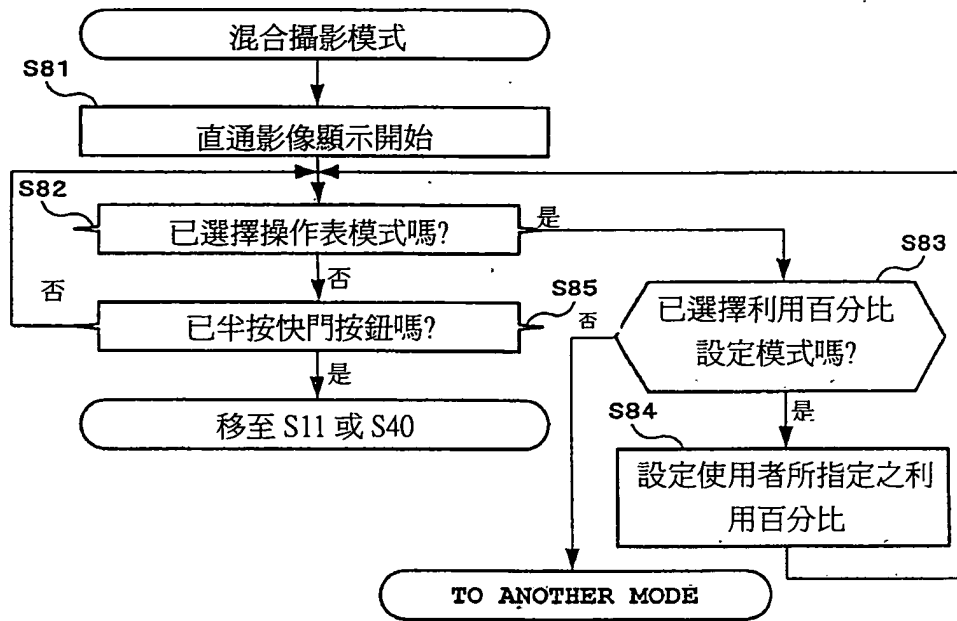 混合攝影模式
S81
直通影像顯示開始
S82
已選擇操作表模式嗎?
是
否
S83
已選擇利用百分比
設定模式嗎?
否
S85
已半按快門按鈕嗎?
否
是
移至 S11 或 S40
是
S84
設定使用者所指定之利
用百分比
TO ANOTHER MODE